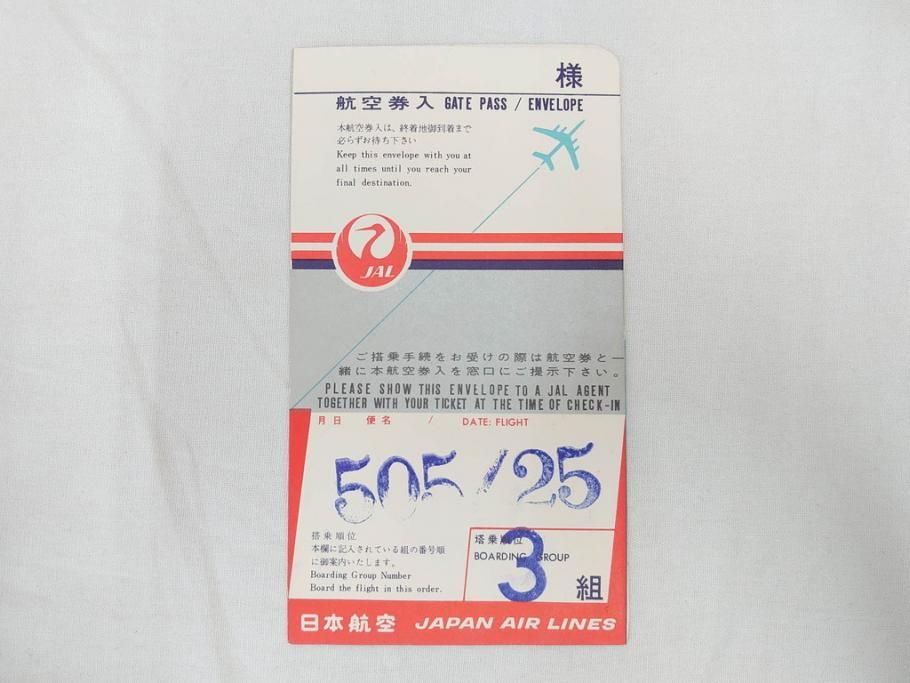 様
航空券入 GATE PASS / ENVELOPE
本航空券入は、終着地御到着まで
必らずお待ち下さい
Keep this envelope with you at
all times until you reach your
final destination.
JAL
ご搭乗手続をお受けの際は航空券と一
緒に本航空券入を窓口にご提示下さい。
PLEASE SHOW THIS ENVELOPE TO A JAL AGENT
TOGETHER WITH YOUR TICKET AT THE TIME OF CHECK-IN
月日 便名 / DATE: FLIGHT
505/25
搭乗順位
本欄に記入されている組の番号順
に御案内いたします。
Boarding Group Number
Board the flight in this order.
塔乗順位
BOARDING GROUP
3 組
日本航空 JAPAN AIR LINES